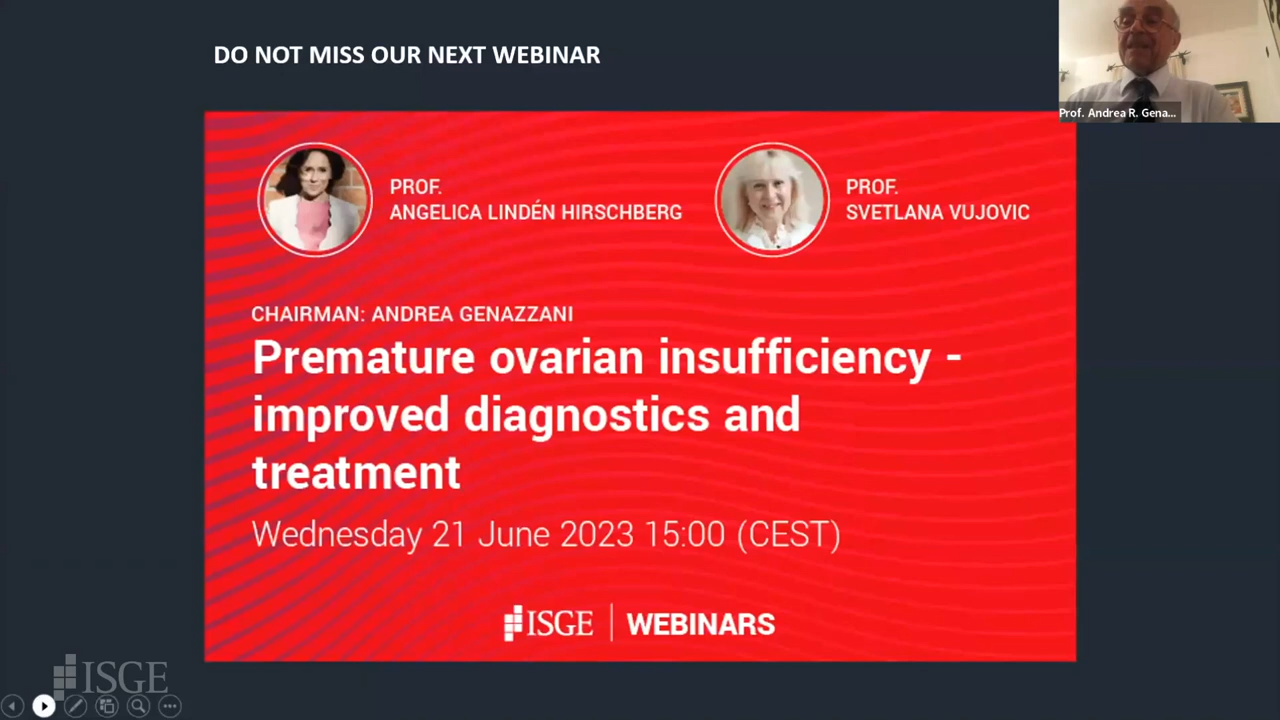 DO NOT MISS OUR NEXT WEBINAR
Prof. Andrea R. Gena...
PROF.
ANGELICA LINDÉN HIRSCHBERG
PROF.
SVETLANA VUJOVIC
CHAIRMAN: ANDREA GENAZZANI
Premature ovarian insufficiency -
improved diagnostics and
treatment
Wednesday 21 June 2023 15:00 (CEST)
ISGE | WEBINARS
ISGE